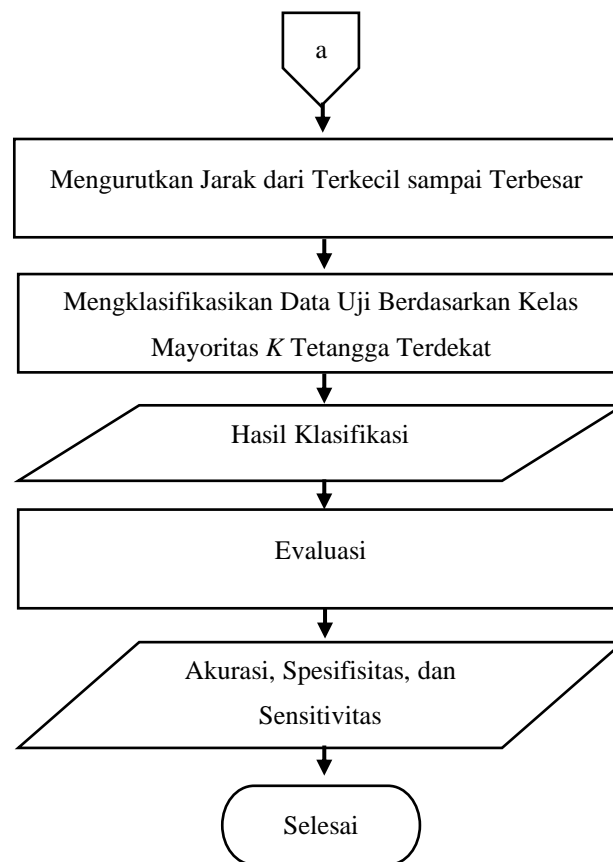 a
Mengurutkan Jarak dari Terkecil sampai Terbesar
Mengklasifikasikan Data Uji Berdasarkan Kelas
Mayoritas K Tetangga Terdekat
Hasil Klasifikasi
Evaluasi
Akurasi, Spesifisitas, dan
Sensitivitas
Selesai